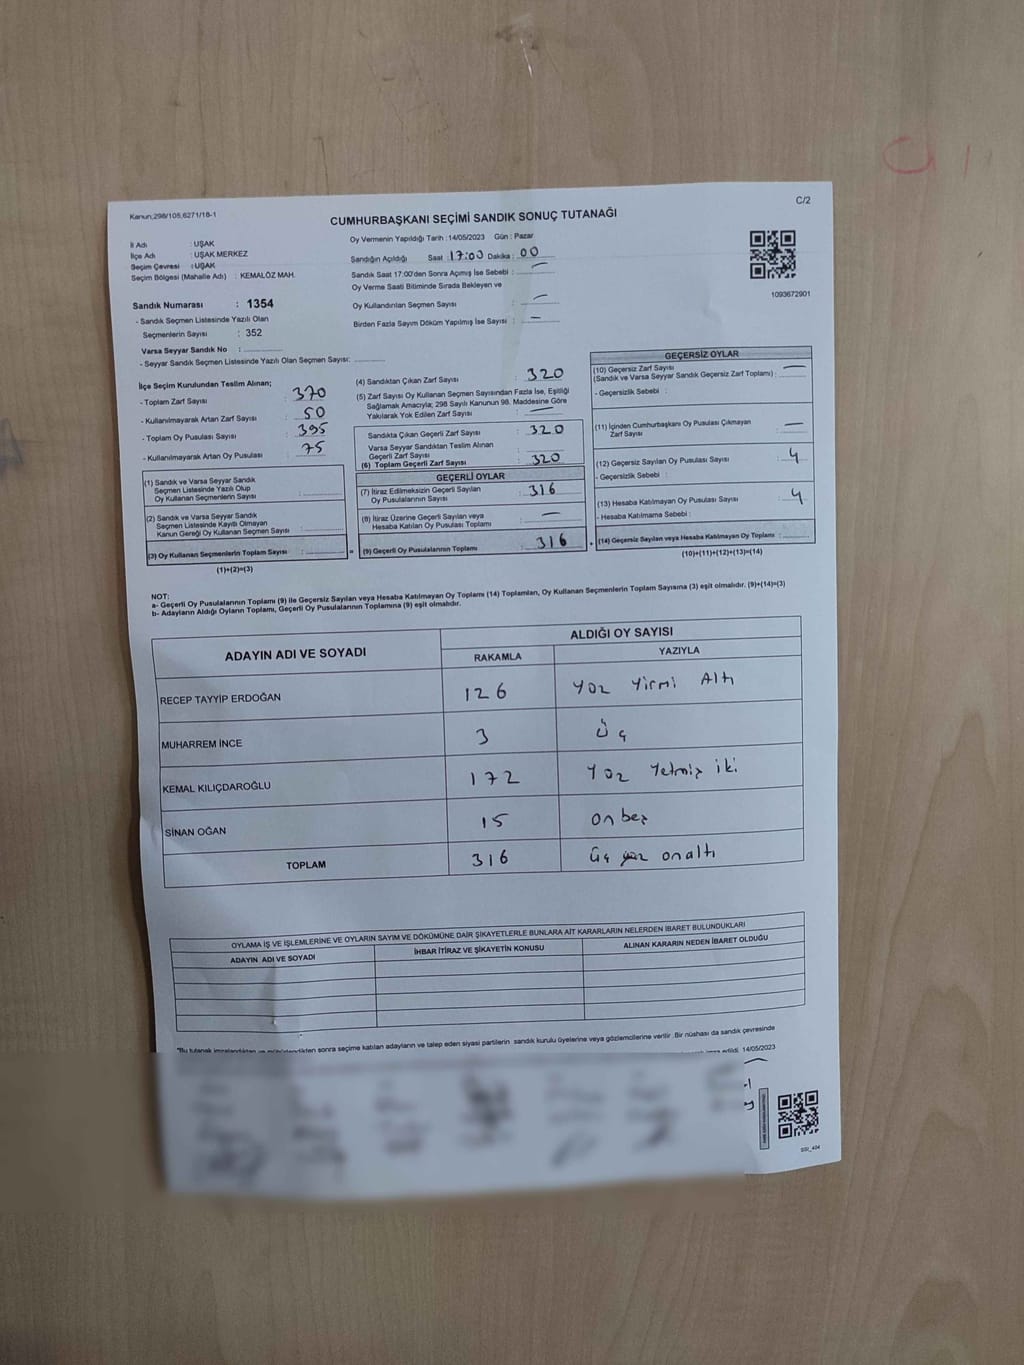 Kanun;298/105,6271/18-1
C/2
CUMHURBAŞKANI SEÇİMİ SANDIK SONUÇ TUTANAĞI
İl Adı : UŞAK
İlçe Adı : UŞAK MERKEZ
Seçim Çevresi : UŞAK
Seçim Bölgesi (Mahalle Adı) : KEMALÖZ MAH.
Oy Vermenin Yapıldığı Tarih : 14/05/2023 Gün : Pazar
Sandığın Açıldığı Saat : 17:00 Dakika : 00
Sandık Saat 17:00'den Sonra Açımış İse Sebebi : —
Oy Verme Saati Bitiminde Sırada Bekleyen ve
Oy Kullandırılan Seçmen Sayısı : —
Birden Fazla Sayım Döküm Yapılmış İse Sayısı : —
1093672901
Sandık Numarası : 1354
- Sandık Seçmen Listesinde Yazılı Olan
Seçmenlerin Sayısı : 352
Varsa Seyyar Sandık No :
- Seyyar Sandık Seçmen Listesinde Yazılı Olan Seçmen Sayısı:
İlçe Seçim Kurulundan Teslim Alınan;
- Toplam Zarf Sayısı : 370
- Kullanılmayarak Artan Zarf Sayısı : 50
- Toplam Oy Pusulası Sayısı : 395
- Kullanılmayarak Artan Oy Pusulası : 75
(1) Sandık ve Varsa Seyyar Sandık
Seçmen Listesinde Yazılı Olup
Oy Kullanan Seçmenlerin Sayısı :
(2) Sandık ve Varsa Seyyar Sandık
Seçmen Listesinde Kayıtlı Olmayan
Kanun Gereği Oy Kullanan Seçmen Sayısı :
(3) Oy Kullanan Seçmenlerin Toplam Sayısı : =
(1)+(2)=(3)
(4) Sandıktan Çıkan Zarf Sayısı : 320
(5) Zarf Sayısı Oy Kullanan Seçmen Sayısından Fazla İse, Eşitliği
Sağlamak Amacıyla; 298 Sayılı Kanunun 98. Maddesine Göre
Yakılarak Yok Edilen Zarf Sayısı : —
Sandıkta Çıkan Geçerli Zarf Sayısı : 320
Varsa Seyyar Sandıktan Teslim Alınan
Geçerli Zarf Sayısı :
(6) Toplam Geçerli Zarf Sayısı : 320
GEÇERLİ OYLAR
(7) İtiraz Edilmeksizin Geçerli Sayılan
Oy Pusulalarının Sayısı : 316
(8) İtiraz Üzerine Geçerli Sayılan veya
Hesaba Katılan Oy Pusulası Toplamı : —
(9) Geçerli Oy Pusulalarının Toplamı : 316 +
GEÇERSİZ OYLAR
(10) Geçersiz Zarf Sayısı
(Sandık ve Varsa Seyyar Sandık Geçersiz Zarf Toplamı) : —
- Geçersizlik Sebebi :
(11) İçinden Cumhurbaşkanı Oy Pusulası Çıkmayan
Zarf Sayısı : —
(12) Geçersiz Sayılan Oy Pusulası Sayısı : 4
- Geçersizlik Sebebi :
(13) Hesaba Katılmayan Oy Pusulası Sayısı : 4
- Hesaba Katılmama Sebebi :
(14) Geçersiz Sayılan veya Hesaba Katılmayan Oy Toplamı :
(10)+(11)+(12)+(13)=(14)
NOT:
a- Geçerli Oy Pusulalarının Toplamı (9) ile Geçersiz Sayılan veya Hesaba Katılmayan Oy Toplamı (14) Toplamları, Oy Kullanan Seçmenlerin Toplam Sayısına (3) eşit olmalıdır. (9)+(14)=(3)
b- Adayların Aldığı Oyların Toplamı, Geçerli Oy Pusulalarının Toplamına (9) eşit olmalıdır.
ADAYIN ADI VE SOYADI ALDIĞI OY SAYISI
RAKAMLA YAZIYLA
RECEP TAYYİP ERDOĞAN 126 Yüz Yirmi Altı
MUHARREM İNCE 3 Üç
KEMAL KILIÇDAROĞLU 172 Yüz Yetmiş iki
SİNAN OĞAN 15 on beş
TOPLAM 316 üç yüz onaltı
OYLAMA İŞ VE İŞLEMLERİNE VE OYLARIN SAYIM VE DÖKÜMÜNE DAİR ŞİKAYETLERLE BUNLARA AİT KARARLARIN NELERDEN İBARET BULUNDUKLARI
ADAYIN ADI VE SOYADI İHBAR İTİRAZ VE ŞİKAYETİN KONUSU ALINAN KARARIN NEDEN İBARET OLDUĞU
"Bu tutanak imzalandıktan ve mühürlendikten sonra seçime katılan adayların ve talep eden siyasi partilerin sandık kurulu üyelerine veya gözlemcilerine verilir. Bir nüshası da sandık çevresinde
edildi. 14/05/2023